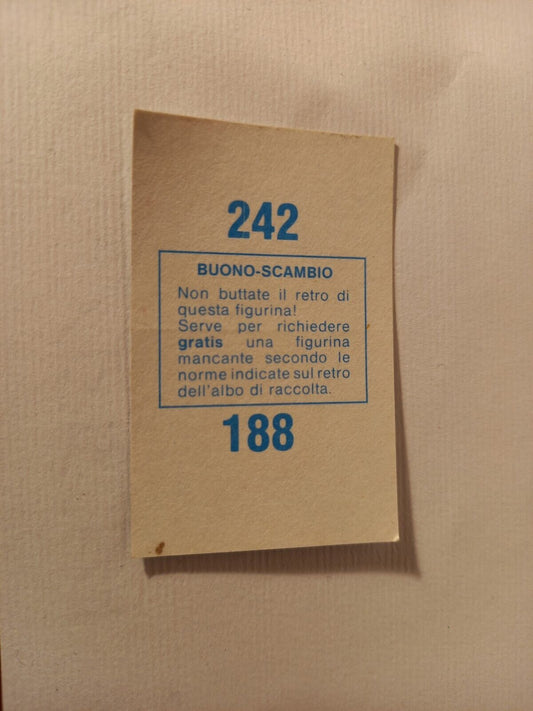 242
BUONO-SCAMBIO
Non buttate il retro di
questa figurina!
Serve per richiedere
gratis una figurina
mancante secondo le
norme indicate sul retro
dell'albo di raccolta.
188